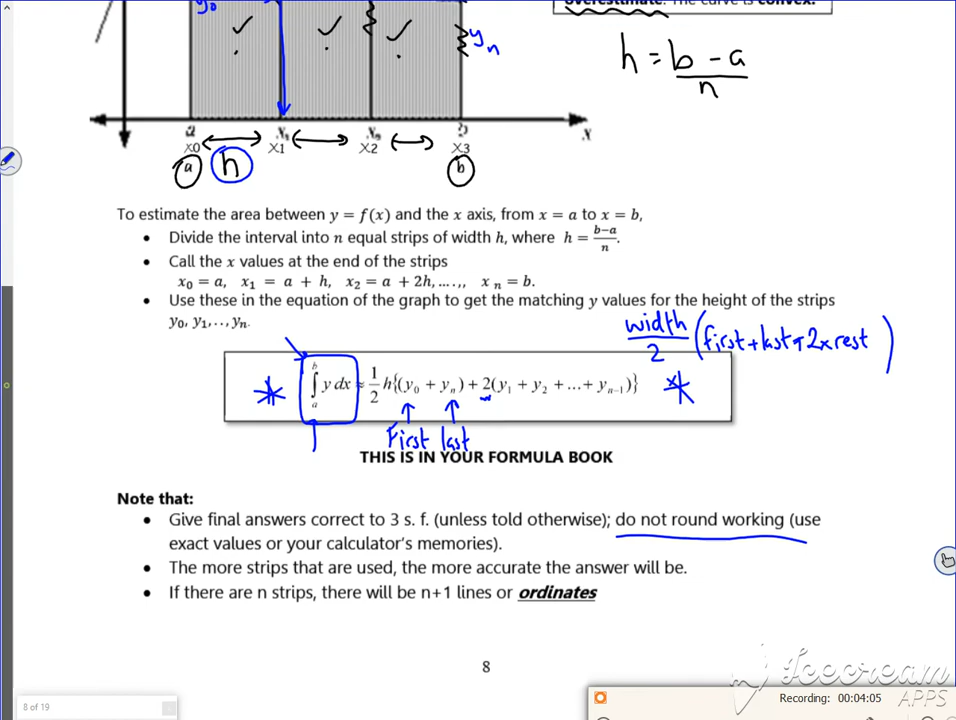 overestimate. The curve is convex.
y₀
yₙ
h = b - a
n
a
b
x0 x1 x2 x3
a h b
To estimate the area between y = f(x) and the x axis, from x = a to x = b,
• Divide the interval into n equal strips of width h, where h = b−a/n.
• Call the x values at the end of the strips
x₀ = a, x₁ = a + h, x₂ = a + 2h, …., xₙ = b.
• Use these in the equation of the graph to get the matching y values for the height of the strips
y₀, y₁,..,yₙ.
width/2 (first + last + 2 x rest)
* ∫ₐᵇ y dx ≈ 1/2 h{(y₀ + yₙ) + 2(y₁ + y₂ + ...+ yₙ₋₁)} *
First last
THIS IS IN YOUR FORMULA BOOK
Note that:
• Give final answers correct to 3 s. f. (unless told otherwise); do not round working (use
exact values or your calculator's memories).
• The more strips that are used, the more accurate the answer will be.
• If there are n strips, there will be n+1 lines or ordinates
8
Icecream
APPS
8 of 19
Recording: 00:04:05